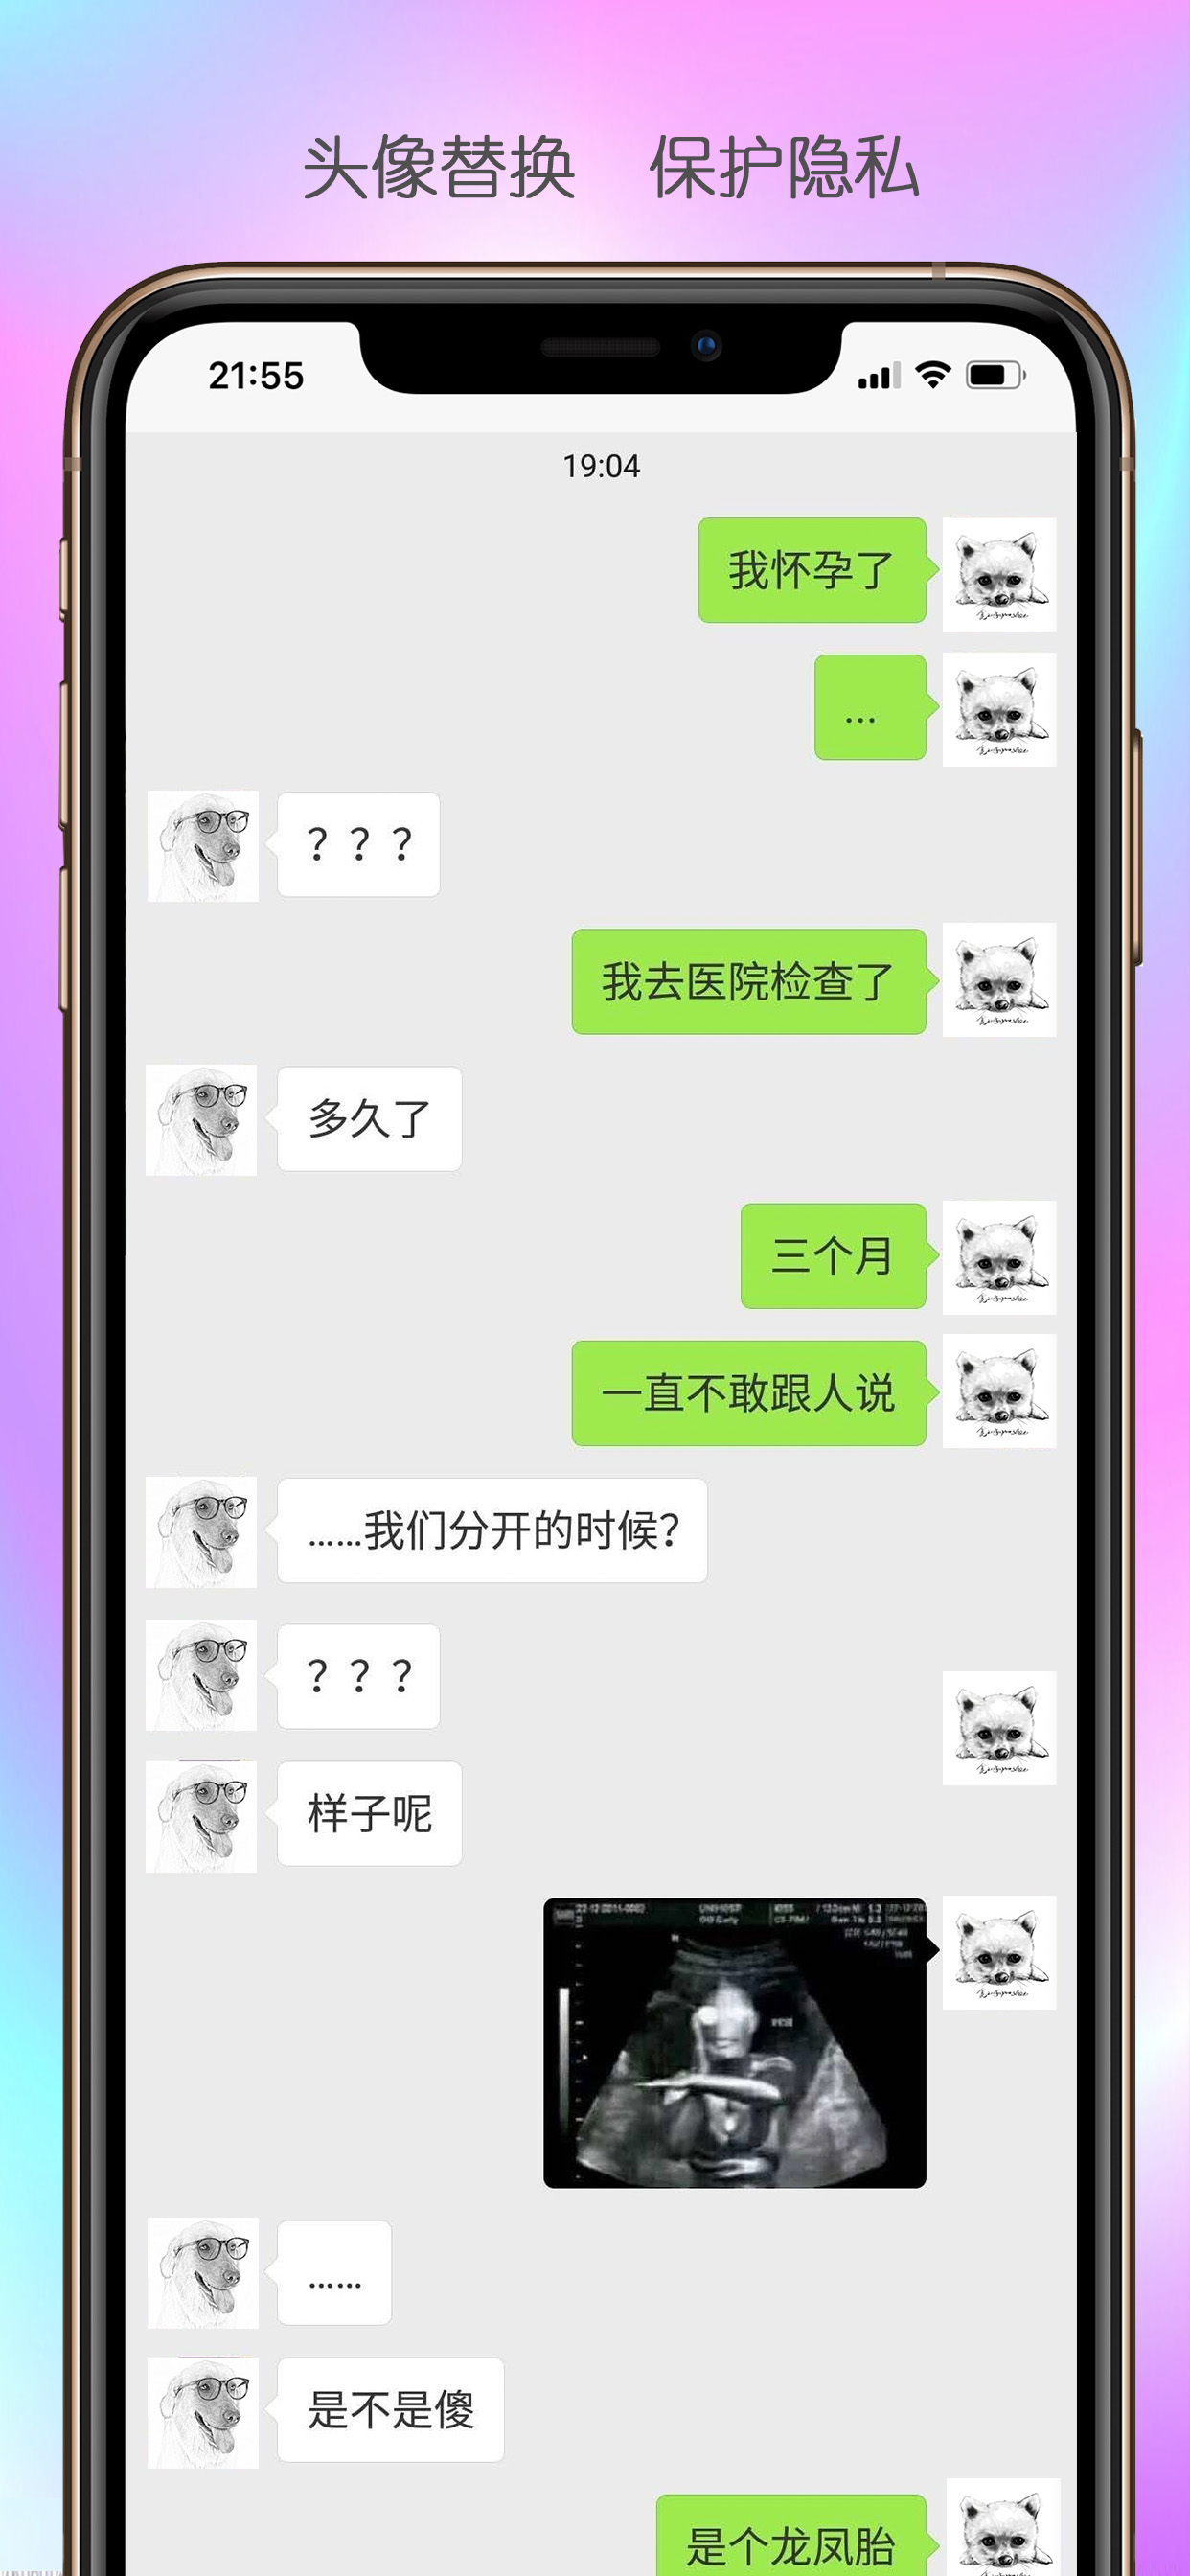 头像替换 保护隐私
21:55
19:04
我怀孕了
...
？？？
我去医院检查了
多久了
三个月
一直不敢跟人说
......我们分开的时候？
？？？
样子呢
......
是不是傻
是个龙凤胎